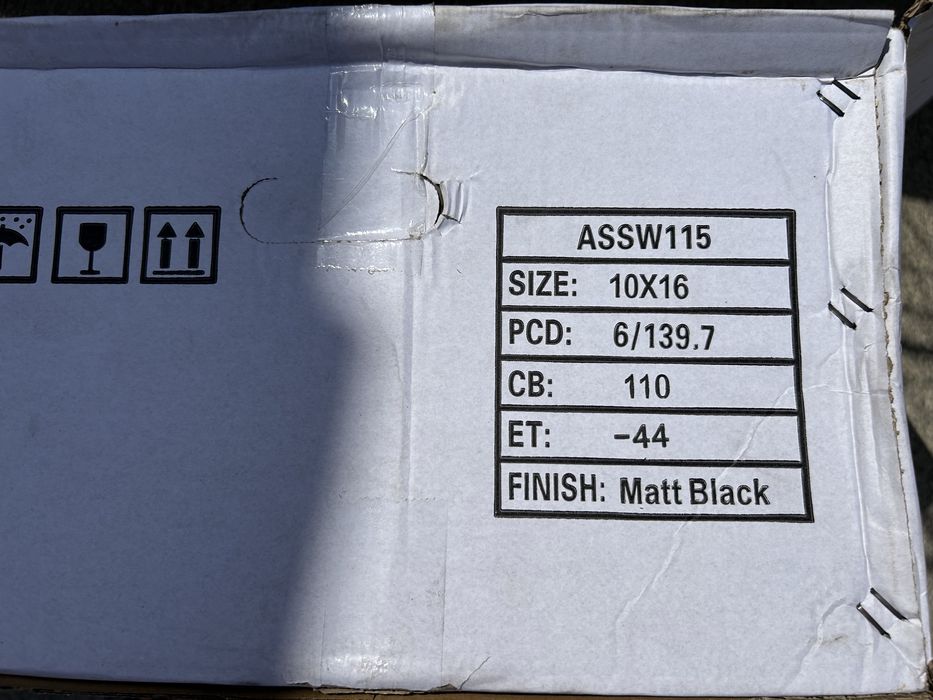 ASSW115
SIZE: 10X16
PCD: 6/139.7
CB: 110
ET: -44
FINISH: Matt Black